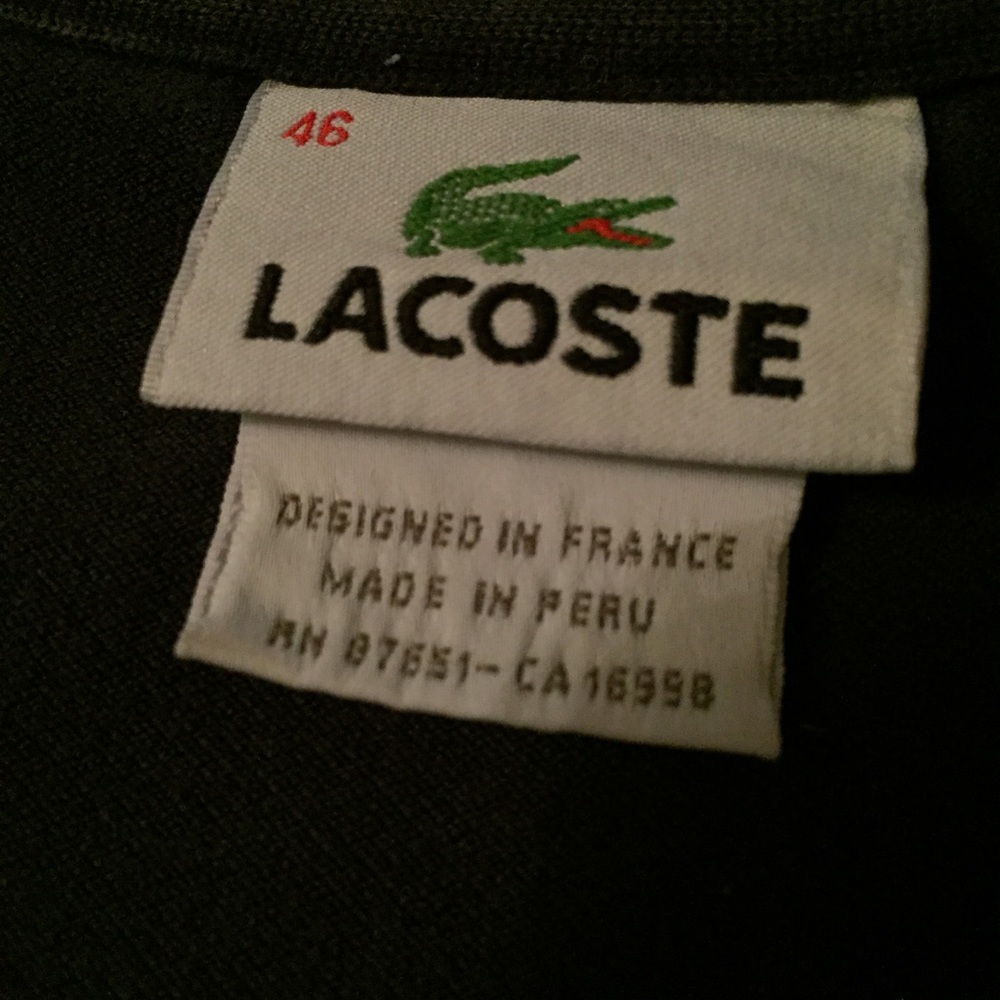 46
LACOSTE
DESIGNED IN FRANCE
MADE IN PERU
RN 87651-CA 16998